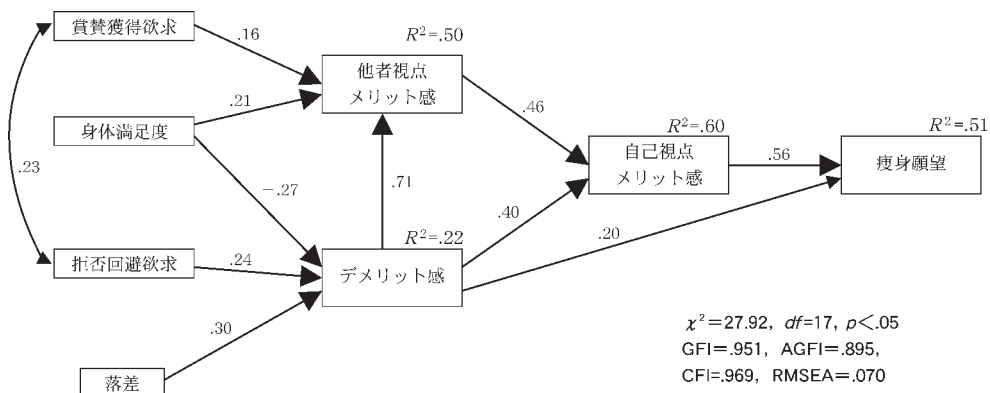 賞賛獲得欲求
.16
R²=.50
他者視点
メリット感
.21
身体満足度
.46
R²=.60
R²=.51
自己視点
メリット感
.56
痩身願望
.23
−.27
.71
.40
R²=.22
.20
拒否回避欲求
.24
デメリット感
.30
落差
χ²=27.92, df=17, p<.05
GFI=.951, AGFI=.895,
CFI=.969, RMSEA=.070